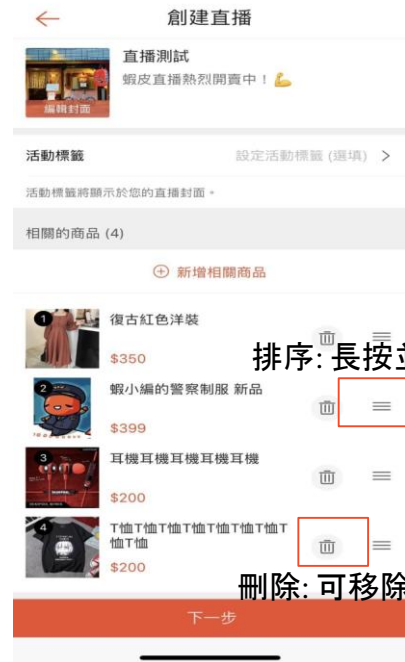 創建直播
直播測試
蝦皮直播熱烈開賣中！💪
編輯封面
活動標籤
設定活動標籤 (選填)
活動標籤將顯示於您的直播封面。
相關的商品 (4)
新增相關商品
1
復古紅色洋裝
$350
排序: 長按並
2
蝦小編的警察制服 新品
$399
3
耳機耳機耳機耳機耳機
$200
4
T恤T恤T恤T恤T恤T恤T恤T
恤T恤
$200
刪除: 可移除
下一步